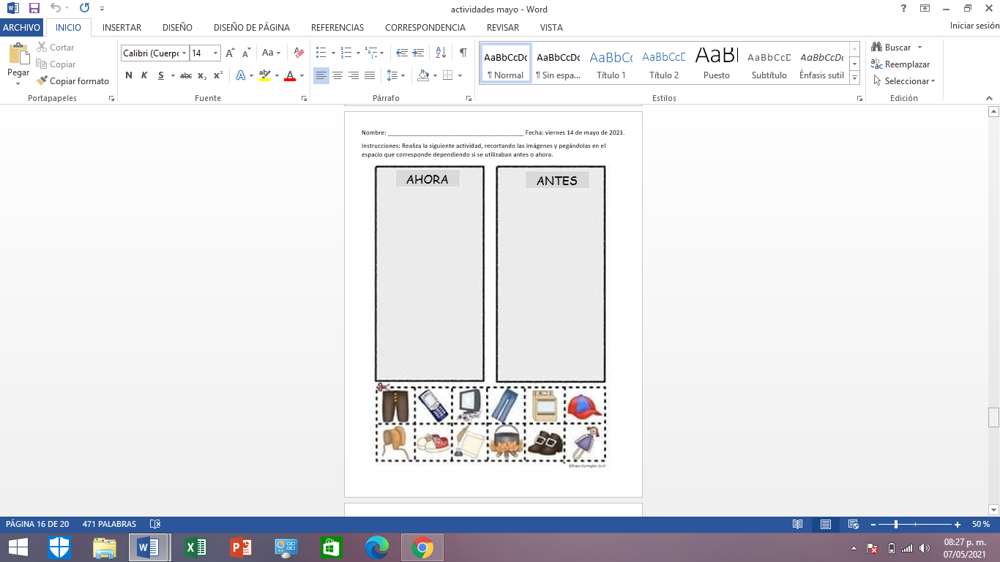 actividades mayo - Word
ARCHIVO INICIO INSERTAR DISEÑO DISEÑO DE PÁGINA REFERENCIAS CORRESPONDENCIA REVISAR VISTA Iniciar sesión
Pegar
Cortar
Copiar
Copiar formato
Portapapeles
Calibri (Cuerpo 14
N K S abc x₂ x²
Fuente
Párrafo
AaBbCcDc AaBbCcDc AaBbCc AaBbCcD AaB AaBbCcD AaBbCcDc
¶ Normal ¶ Sin espa... Título 1 Título 2 Puesto Subtítulo Énfasis sutil
Estilos
Buscar
Reemplazar
Seleccionar
Edición
Nombre: ________________________________________ Fecha: viernes 14 de mayo de 2021.
Instrucciones: Realiza la siguiente actividad, recortando las imágenes y pegándolas en el
espacio que corresponde dependiendo si se utilizaban antes o ahora.
AHORA
ANTES
PÁGINA 16 DE 20 471 PALABRAS 50 %
08:27 p. m.
07/05/2021